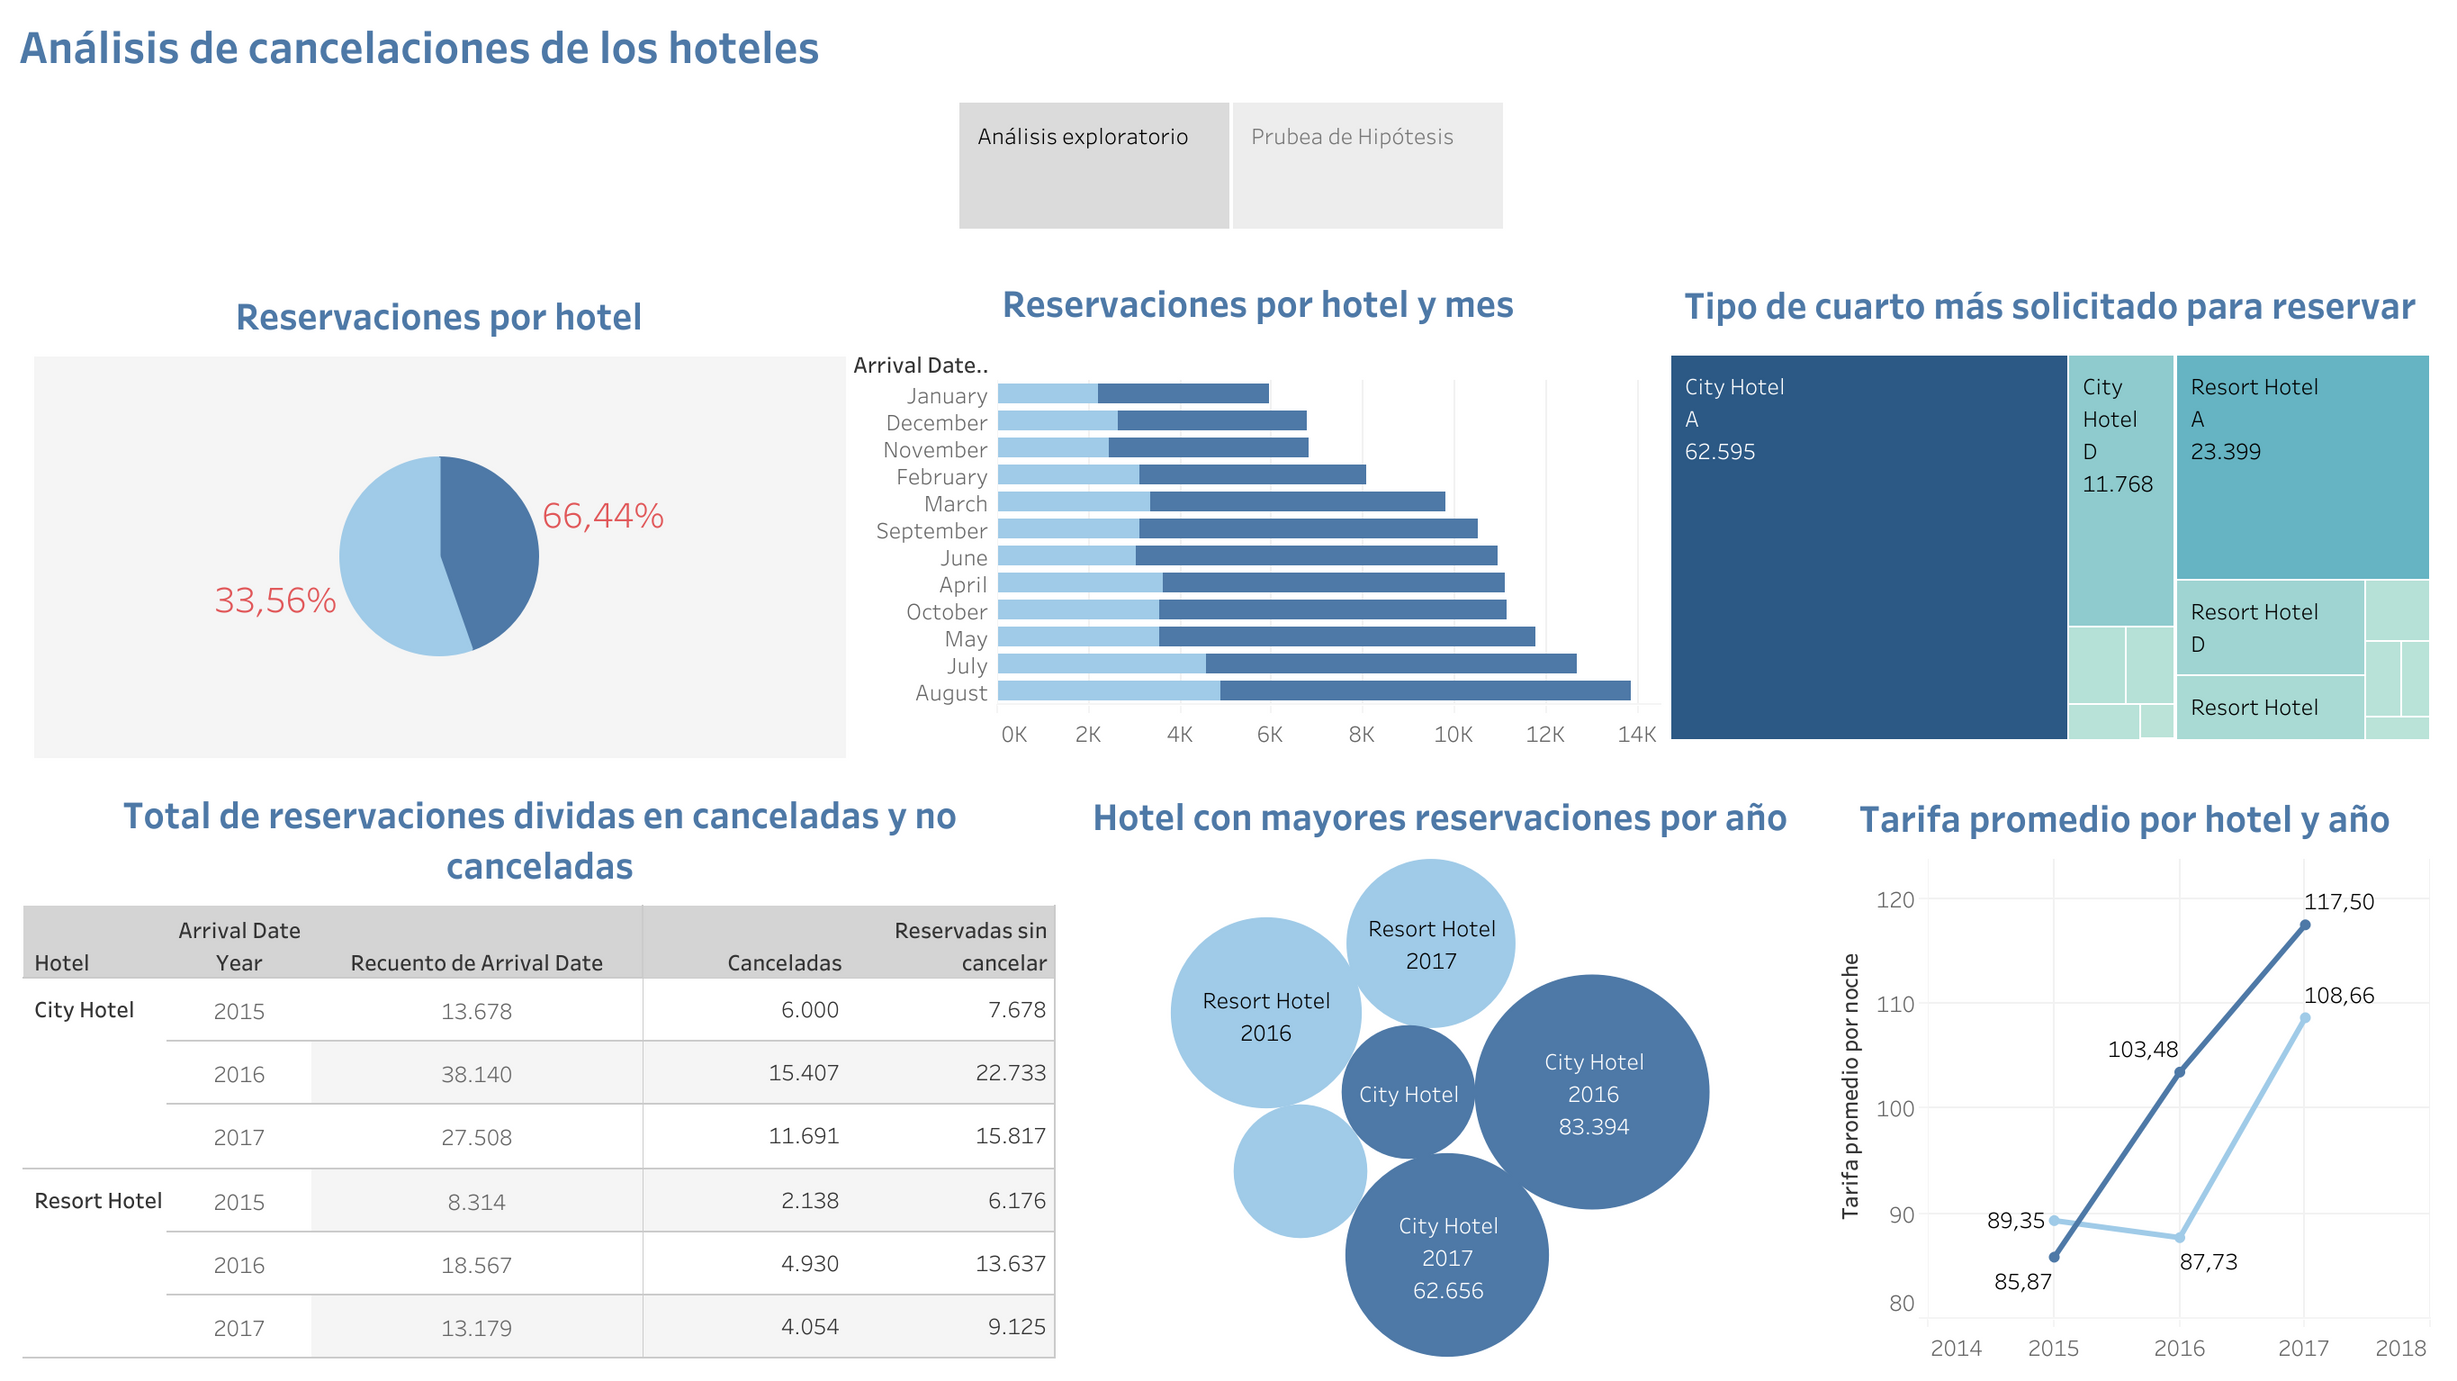 Análisis de cancelaciones de los hoteles
Análisis exploratorio
Prubea de Hipótesis
Reservaciones por hotel
66,44%
33,56%
Reservaciones por hotel y mes
Arrival Date..
January
December
November
February
March
September
June
April
October
May
July
August
0K 2K 4K 6K 8K 10K 12K 14K
Tipo de cuarto más solicitado para reservar
City Hotel
A
62.595
City
Hotel
D
11.768
Resort Hotel
A
23.399
Resort Hotel
D
Resort Hotel
Total de reservaciones dividas en canceladas y no
canceladas
Arrival Date Reservadas sin
Hotel Year Recuento de Arrival Date Canceladas cancelar
City Hotel 2015 13.678 6.000 7.678
2016 38.140 15.407 22.733
2017 27.508 11.691 15.817
Resort Hotel 2015 8.314 2.138 6.176
2016 18.567 4.930 13.637
2017 13.179 4.054 9.125
Hotel con mayores reservaciones por año
Resort Hotel
2017
Resort Hotel
2016
City Hotel
City Hotel
2016
83.394
City Hotel
2017
62.656
Tarifa promedio por hotel y año
Tarifa promedio por noche
120
110
100
90
80
117,50
108,66
103,48
89,35
87,73
85,87
2014 2015 2016 2017 2018